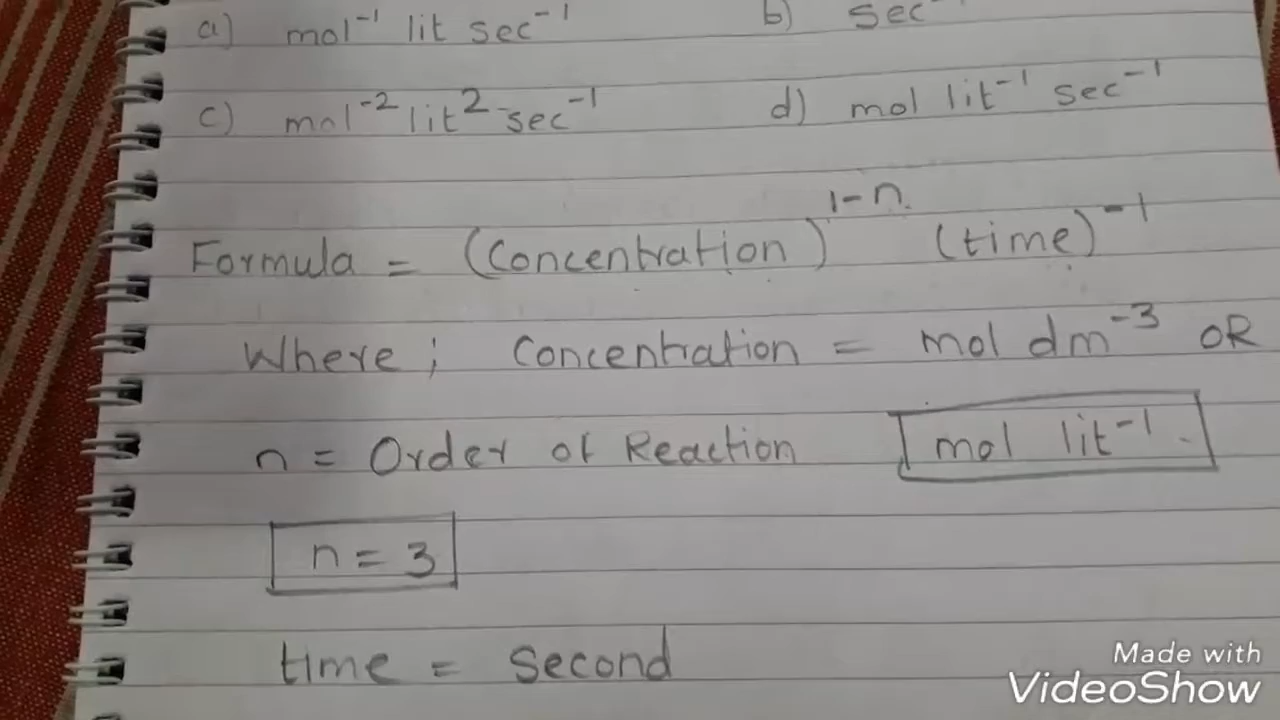 a) mol⁻¹ lit sec⁻¹ b) sec⁻¹
c) mol⁻² lit² sec⁻¹ d) mol lit⁻¹ sec⁻¹
Formula = (Concentration)¹⁻ⁿ (time)⁻¹
Where; Concentration = mol dm⁻³ OR
n = Order of Reaction mol lit⁻¹.
n = 3
time = Second
Made with
VideoShow